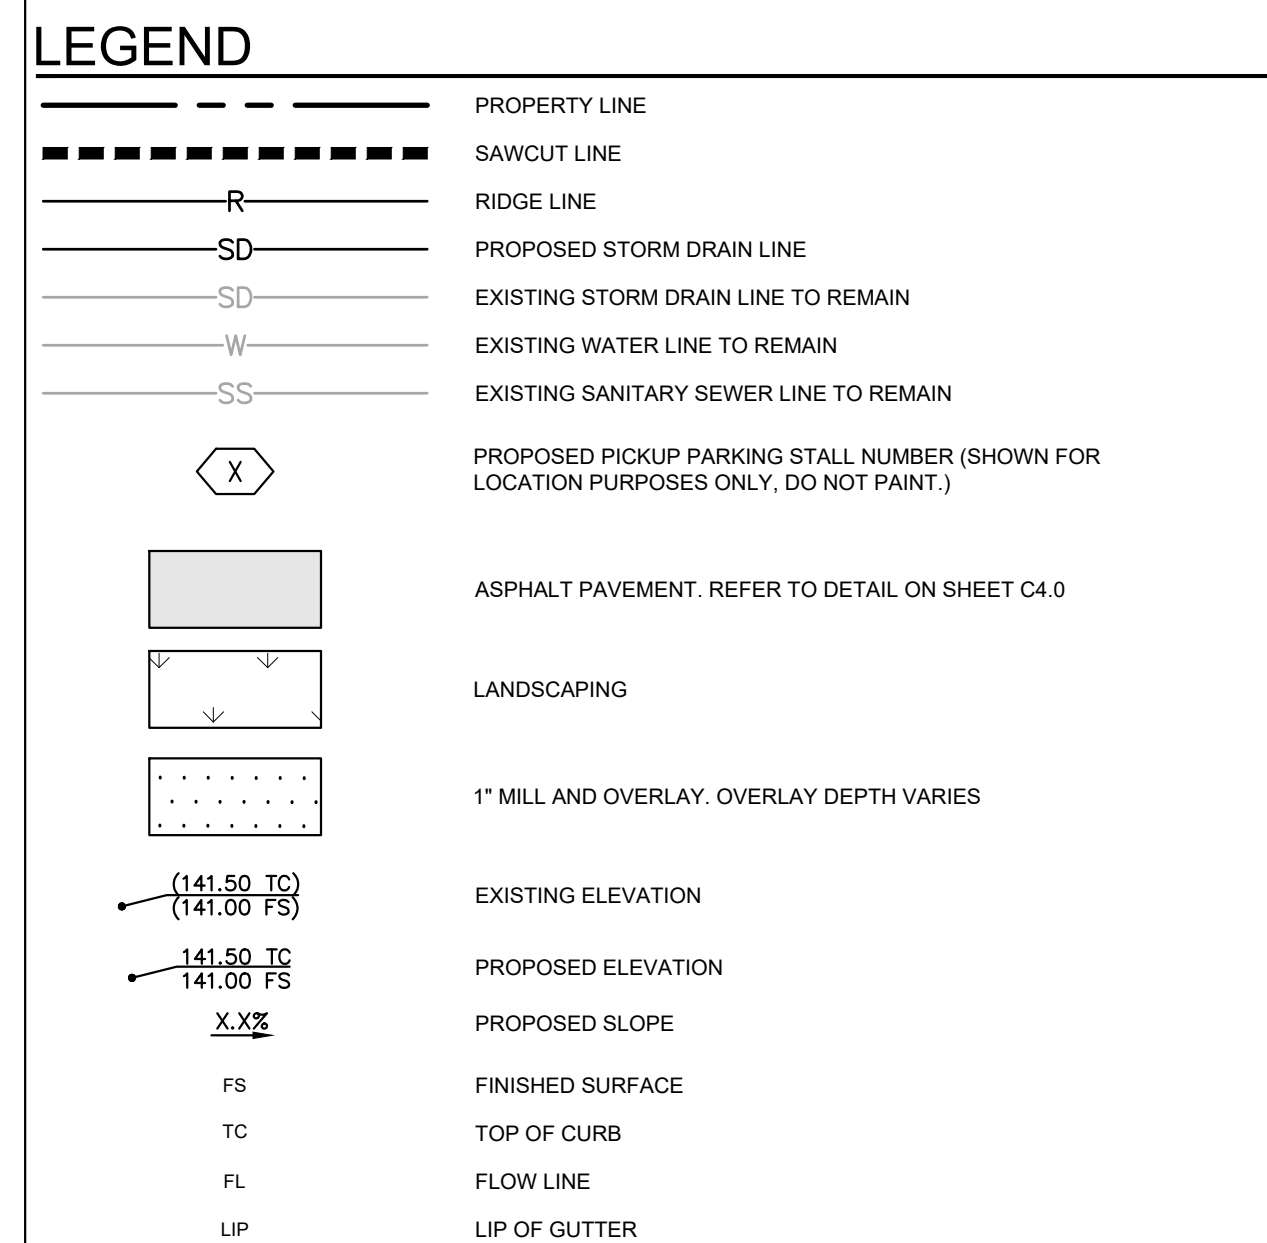 LEGEND
PROPERTY LINE
SAWCUT LINE
R RIDGE LINE
SD PROPOSED STORM DRAIN LINE
SD EXISTING STORM DRAIN LINE TO REMAIN
W EXISTING WATER LINE TO REMAIN
SS EXISTING SANITARY SEWER LINE TO REMAIN
X PROPOSED PICKUP PARKING STALL NUMBER (SHOWN FOR
LOCATION PURPOSES ONLY, DO NOT PAINT.)
ASPHALT PAVEMENT. REFER TO DETAIL ON SHEET C4.0
LANDSCAPING
1" MILL AND OVERLAY. OVERLAY DEPTH VARIES
(141.50 TC)
(141.00 FS)
EXISTING ELEVATION
141.50 TC
141.00 FS
PROPOSED ELEVATION
X.X% PROPOSED SLOPE
FS FINISHED SURFACE
TC TOP OF CURB
FL FLOW LINE
LIP LIP OF GUTTER